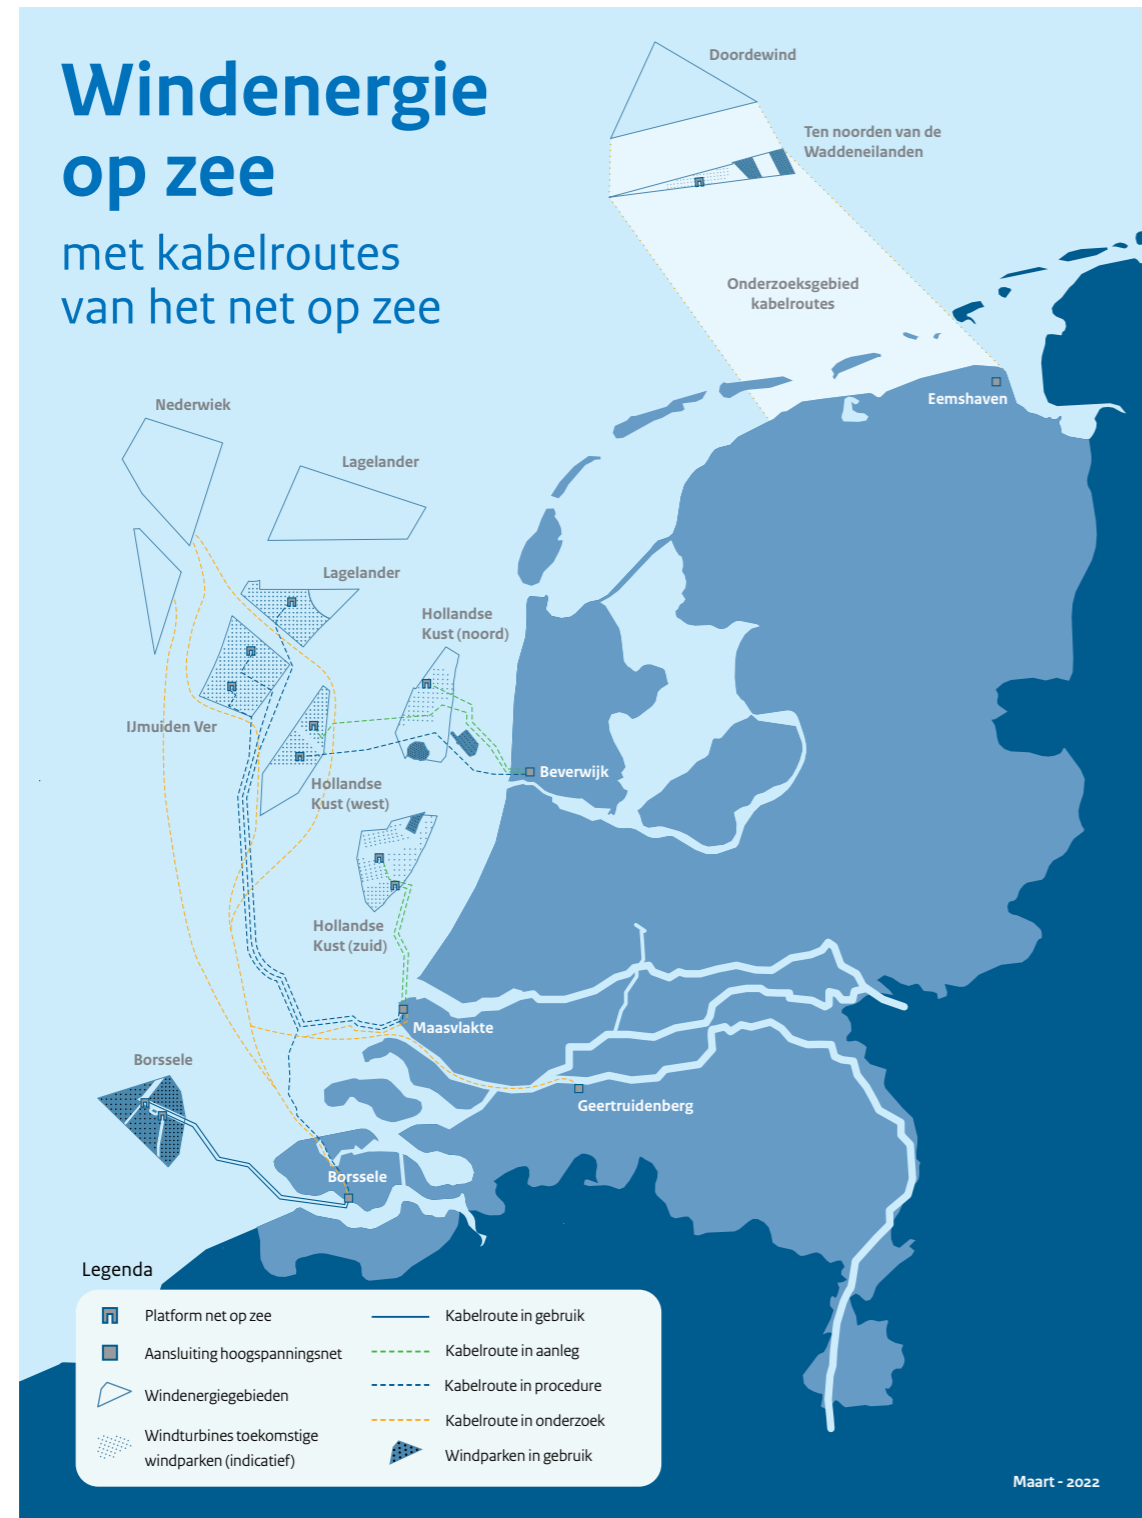 Windenergie
op zee
met kabelroutes
van het net op zee
Doordewind
Ten noorden van de
Waddeneilanden
Onderzoeksgebied
kabelroutes
Eemshaven
Nederwiek
Lagelander
Lagelander
Hollandse
Kust (noord)
IJmuiden Ver
Beverwijk
Hollandse
Kust (west)
Hollandse
Kust (zuid)
Maasvlakte
Borssele
Geertruidenberg
Borssele
Legenda
Platform net op zee
Aansluiting hoogspanningsnet
Windenergiegebieden
Windturbines toekomstige
windparken (indicatief)
Kabelroute in gebruik
Kabelroute in aanleg
Kabelroute in procedure
Kabelroute in onderzoek
Windparken in gebruik
Maart - 2022